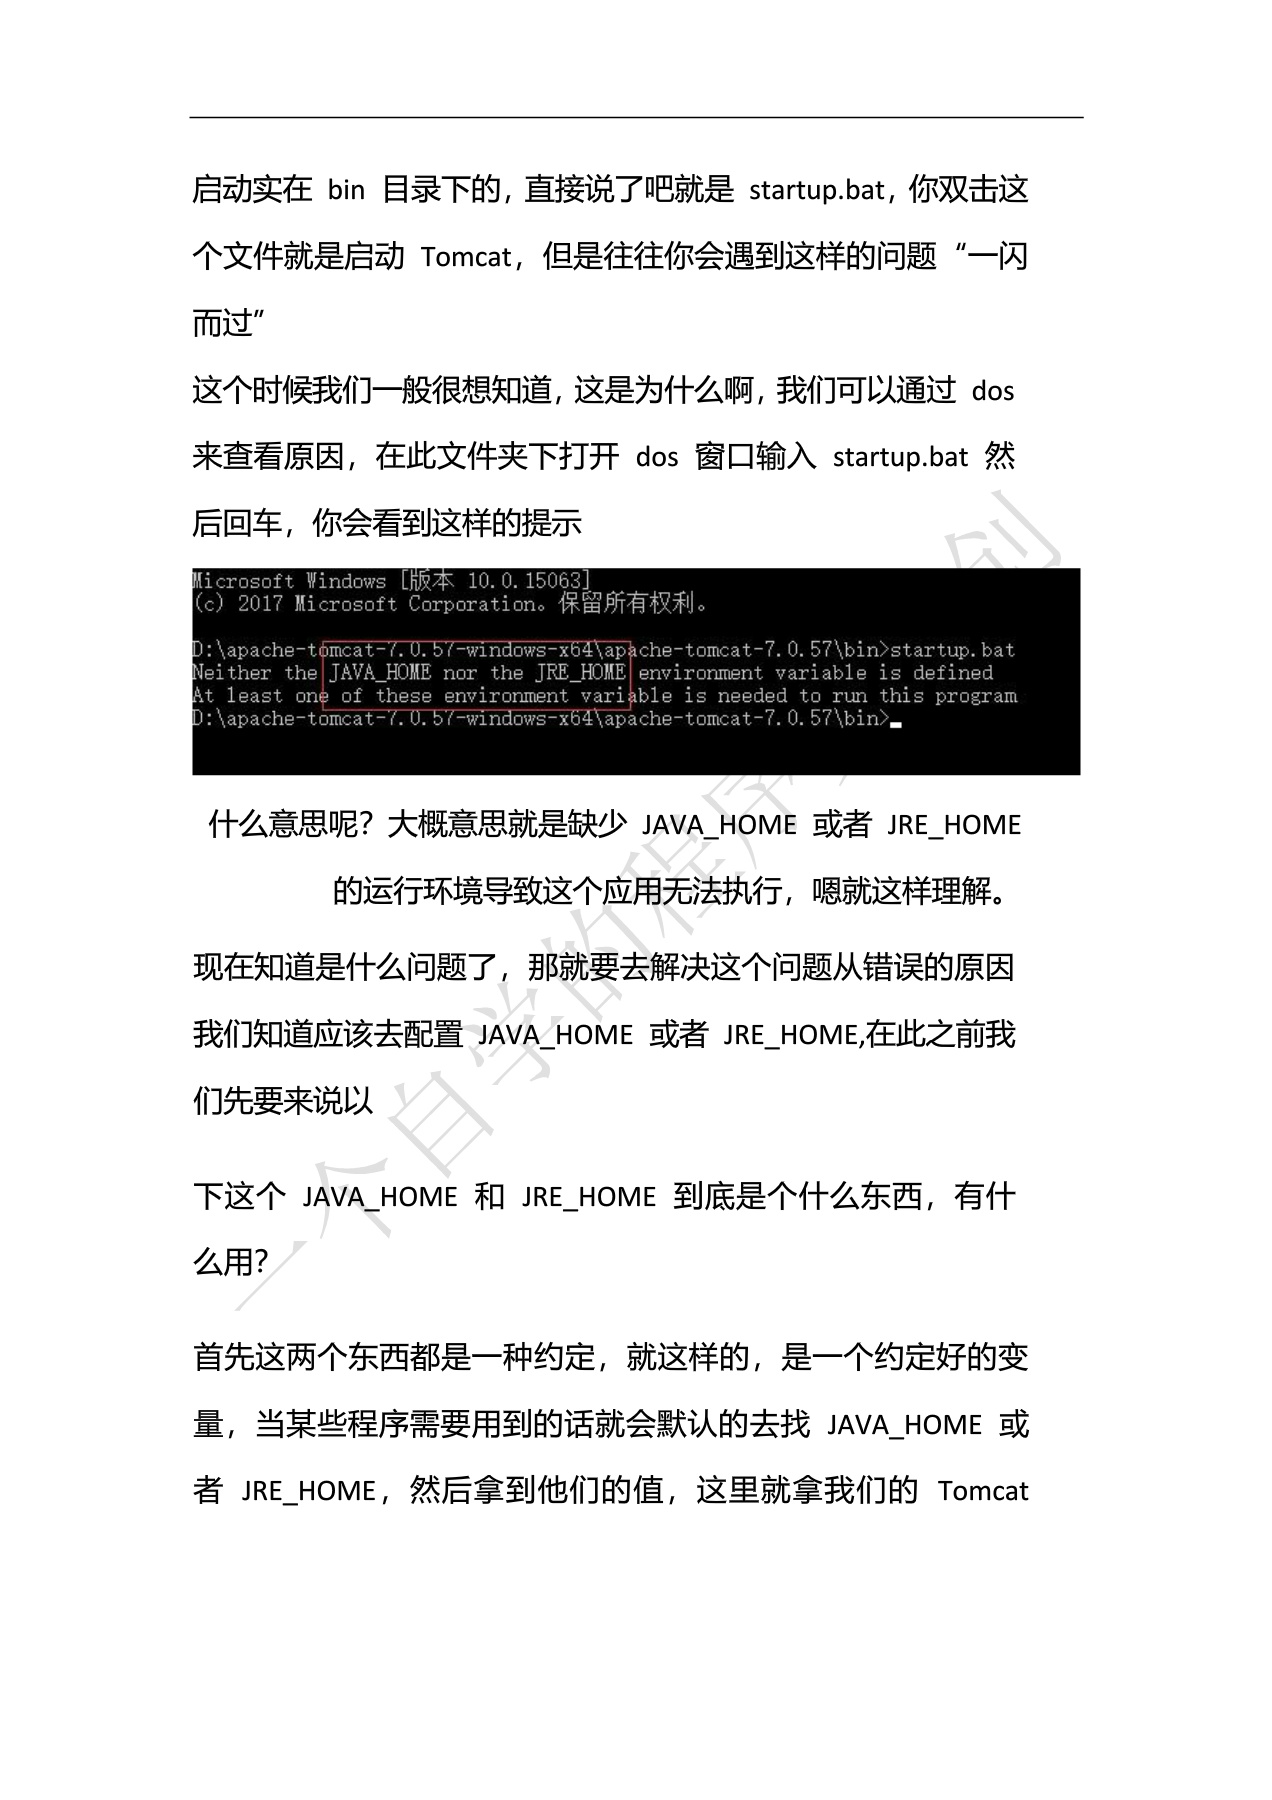 启动实在 bin 目录下的，直接说了吧就是 startup.bat，你双击这
个文件就是启动 Tomcat，但是往往你会遇到这样的问题“一闪
而过”
这个时候我们一般很想知道，这是为什么啊，我们可以通过 dos
来查看原因，在此文件夹下打开 dos 窗口输入 startup.bat 然
后回车，你会看到这样的提示
Microsoft Windows [版本 10.0.15063]
(c) 2017 Microsoft Corporation。保留所有权利。
D:\apache-tomcat-7.0.57-windows-x64\apache-tomcat-7.0.57\bin>startup.bat
Neither the JAVA_HOME nor the JRE_HOME environment variable is defined
At least one of these environment variable is needed to run this program
D:\apache-tomcat-7.0.57-windows-x64\apache-tomcat-7.0.57\bin>
什么意思呢？大概意思就是缺少 JAVA_HOME 或者 JRE_HOME
的运行环境导致这个应用无法执行，嗯就这样理解。
现在知道是什么问题了，那就要去解决这个问题从错误的原因
我们知道应该去配置 JAVA_HOME 或者 JRE_HOME,在此之前我
们先要来说以
下这个 JAVA_HOME 和 JRE_HOME 到底是个什么东西，有什
么用？
首先这两个东西都是一种约定，就这样的，是一个约定好的变
量，当某些程序需要用到的话就会默认的去找 JAVA_HOME 或
者 JRE_HOME，然后拿到他们的值，这里就拿我们的 Tomcat
一个自学的程序
创